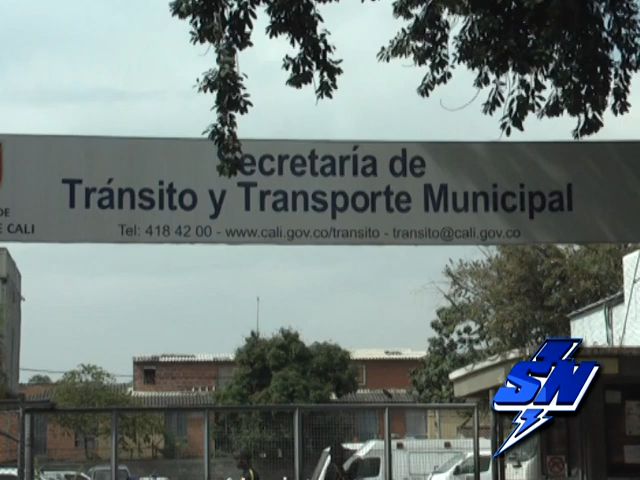 Secretaría de
Tránsito y Transporte Municipal
DE
E CALI
Tel: 418 42 00 - www.cali.gov.co/transito - transito@cali.gov.co
SN